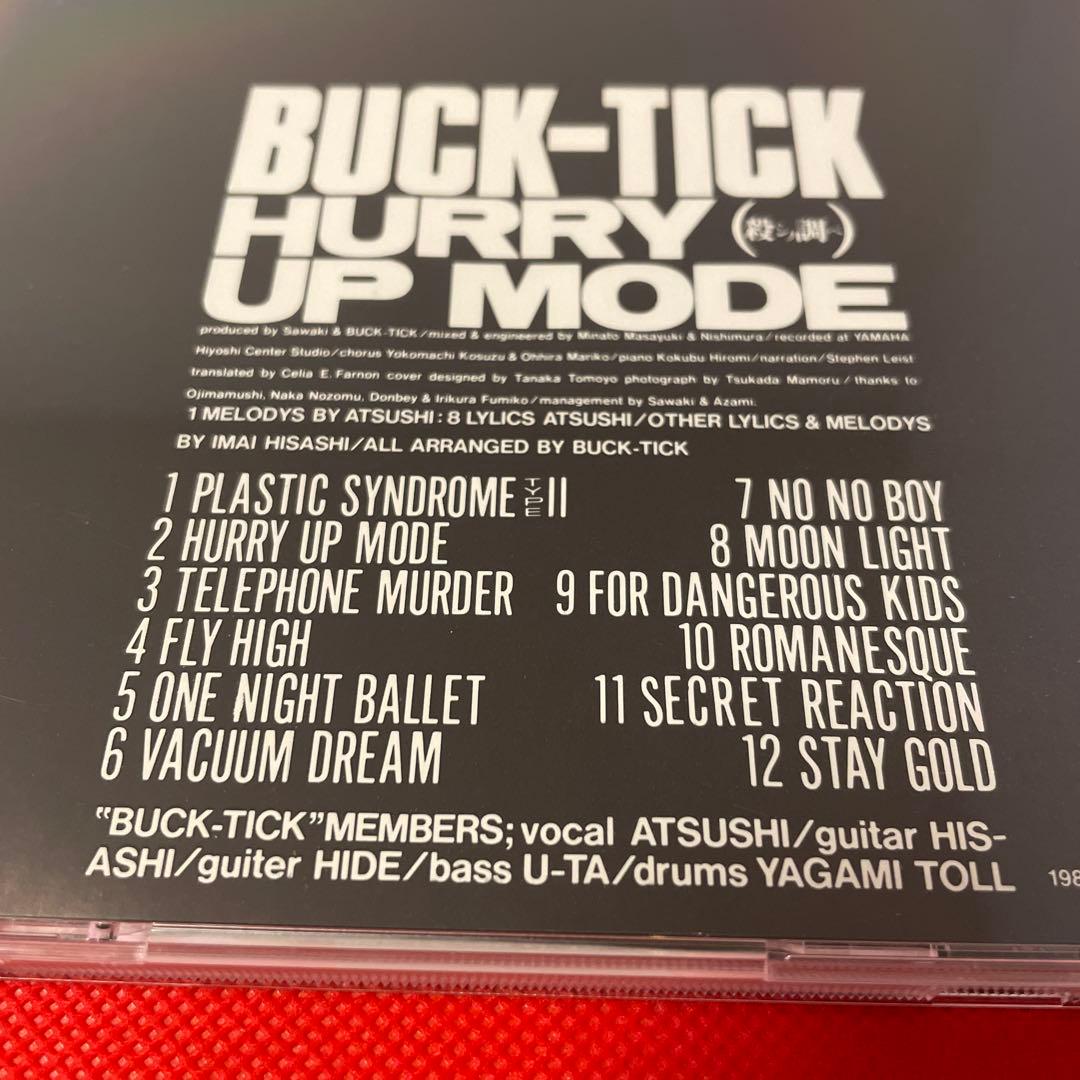 BUCK-TICK
HURRY (殺シノ調べ)
UP MODE
produced by Sawaki & BUCK-TICK/mixed & engineered by Minato Masayuki & Nishimura/recorded at YAMAHA
Hiyoshi Center Studio/chorus Yokomachi Kosuzu & Ohhira Mariko/piano Kokubu Hiromi/narration/Stephen Leist
translated by Celia E. Farnon cover designed by Tanaka Tomoyo photograph by Tsukada Mamoru/thanks to
Ojimamushi, Naka Nozomu, Donbey & Irikura Fumiko/management by Sawaki & Azami.
1 MELODYS BY ATSUSHI: 8 LYLICS ATSUSHI/OTHER LYLICS & MELODYS
BY IMAI HISASHI/ALL ARRANGED BY BUCK-TICK
1 PLASTIC SYNDROME TYPE II
2 HURRY UP MODE
3 TELEPHONE MURDER
4 FLY HIGH
5 ONE NIGHT BALLET
6 VACUUM DREAM
7 NO NO BOY
8 MOON LIGHT
9 FOR DANGEROUS KIDS
10 ROMANESQUE
11 SECRET REACTION
12 STAY GOLD
"BUCK-TICK"MEMBERS; vocal ATSUSHI/guitar HIS-
ASHI/guiter HIDE/bass U-TA/drums YAGAMI TOLL